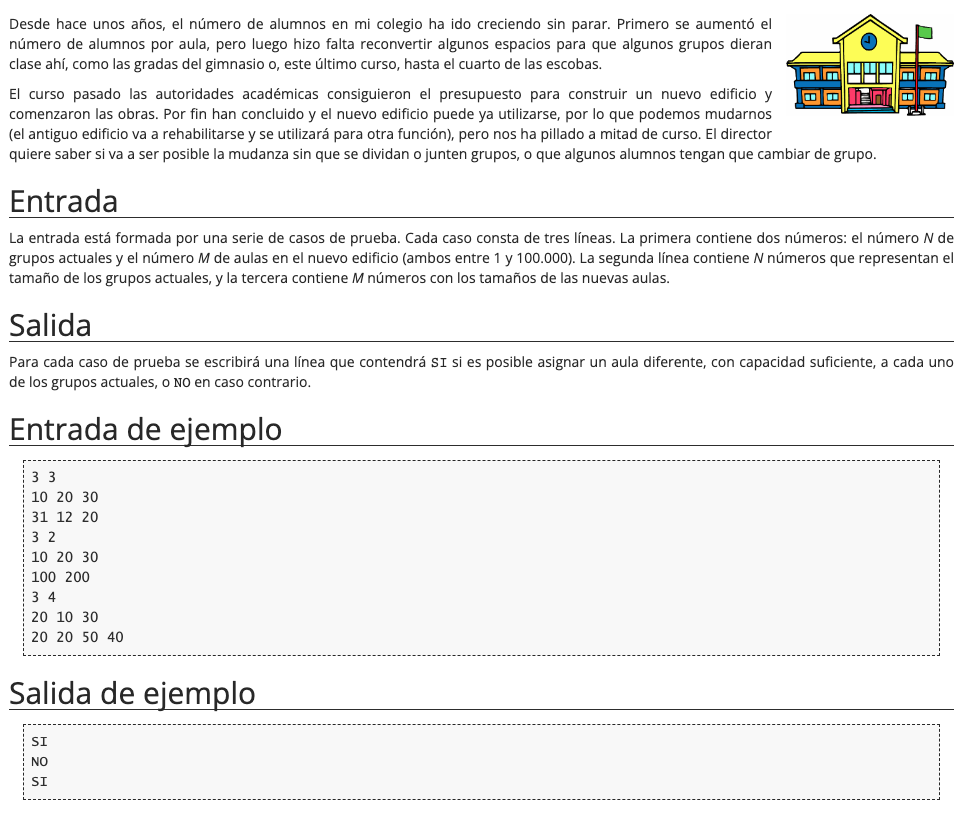 Desde hace unos años, el número de alumnos en mi colegio ha ido creciendo sin parar. Primero se aumentó el
número de alumnos por aula, pero luego hizo falta reconvertir algunos espacios para que algunos grupos dieran
clase ahí, como las gradas del gimnasio o, este último curso, hasta el cuarto de las escobas.
El curso pasado las autoridades académicas consiguieron el presupuesto para construir un nuevo edificio y
comenzaron las obras. Por fin han concluido y el nuevo edificio puede ya utilizarse, por lo que podemos mudarnos
(el antiguo edificio va a rehabilitarse y se utilizará para otra función), pero nos ha pillado a mitad de curso. El director
quiere saber si va a ser posible la mudanza sin que se dividan o junten grupos, o que algunos alumnos tengan que cambiar de grupo.
Entrada
La entrada está formada por una serie de casos de prueba. Cada caso consta de tres líneas. La primera contiene dos números: el número N de
grupos actuales y el número M de aulas en el nuevo edificio (ambos entre 1 y 100.000). La segunda línea contiene N números que representan el
tamaño de los grupos actuales, y la tercera contiene M números con los tamaños de las nuevas aulas.
Salida
Para cada caso de prueba se escribirá una línea que contendrá SI si es posible asignar un aula diferente, con capacidad suficiente, a cada uno
de los grupos actuales, o NO en caso contrario.
Entrada de ejemplo
3 3
10 20 30
31 12 20
3 2
10 20 30
100 200
3 4
20 10 30
20 20 50 40
Salida de ejemplo
SI
NO
SI